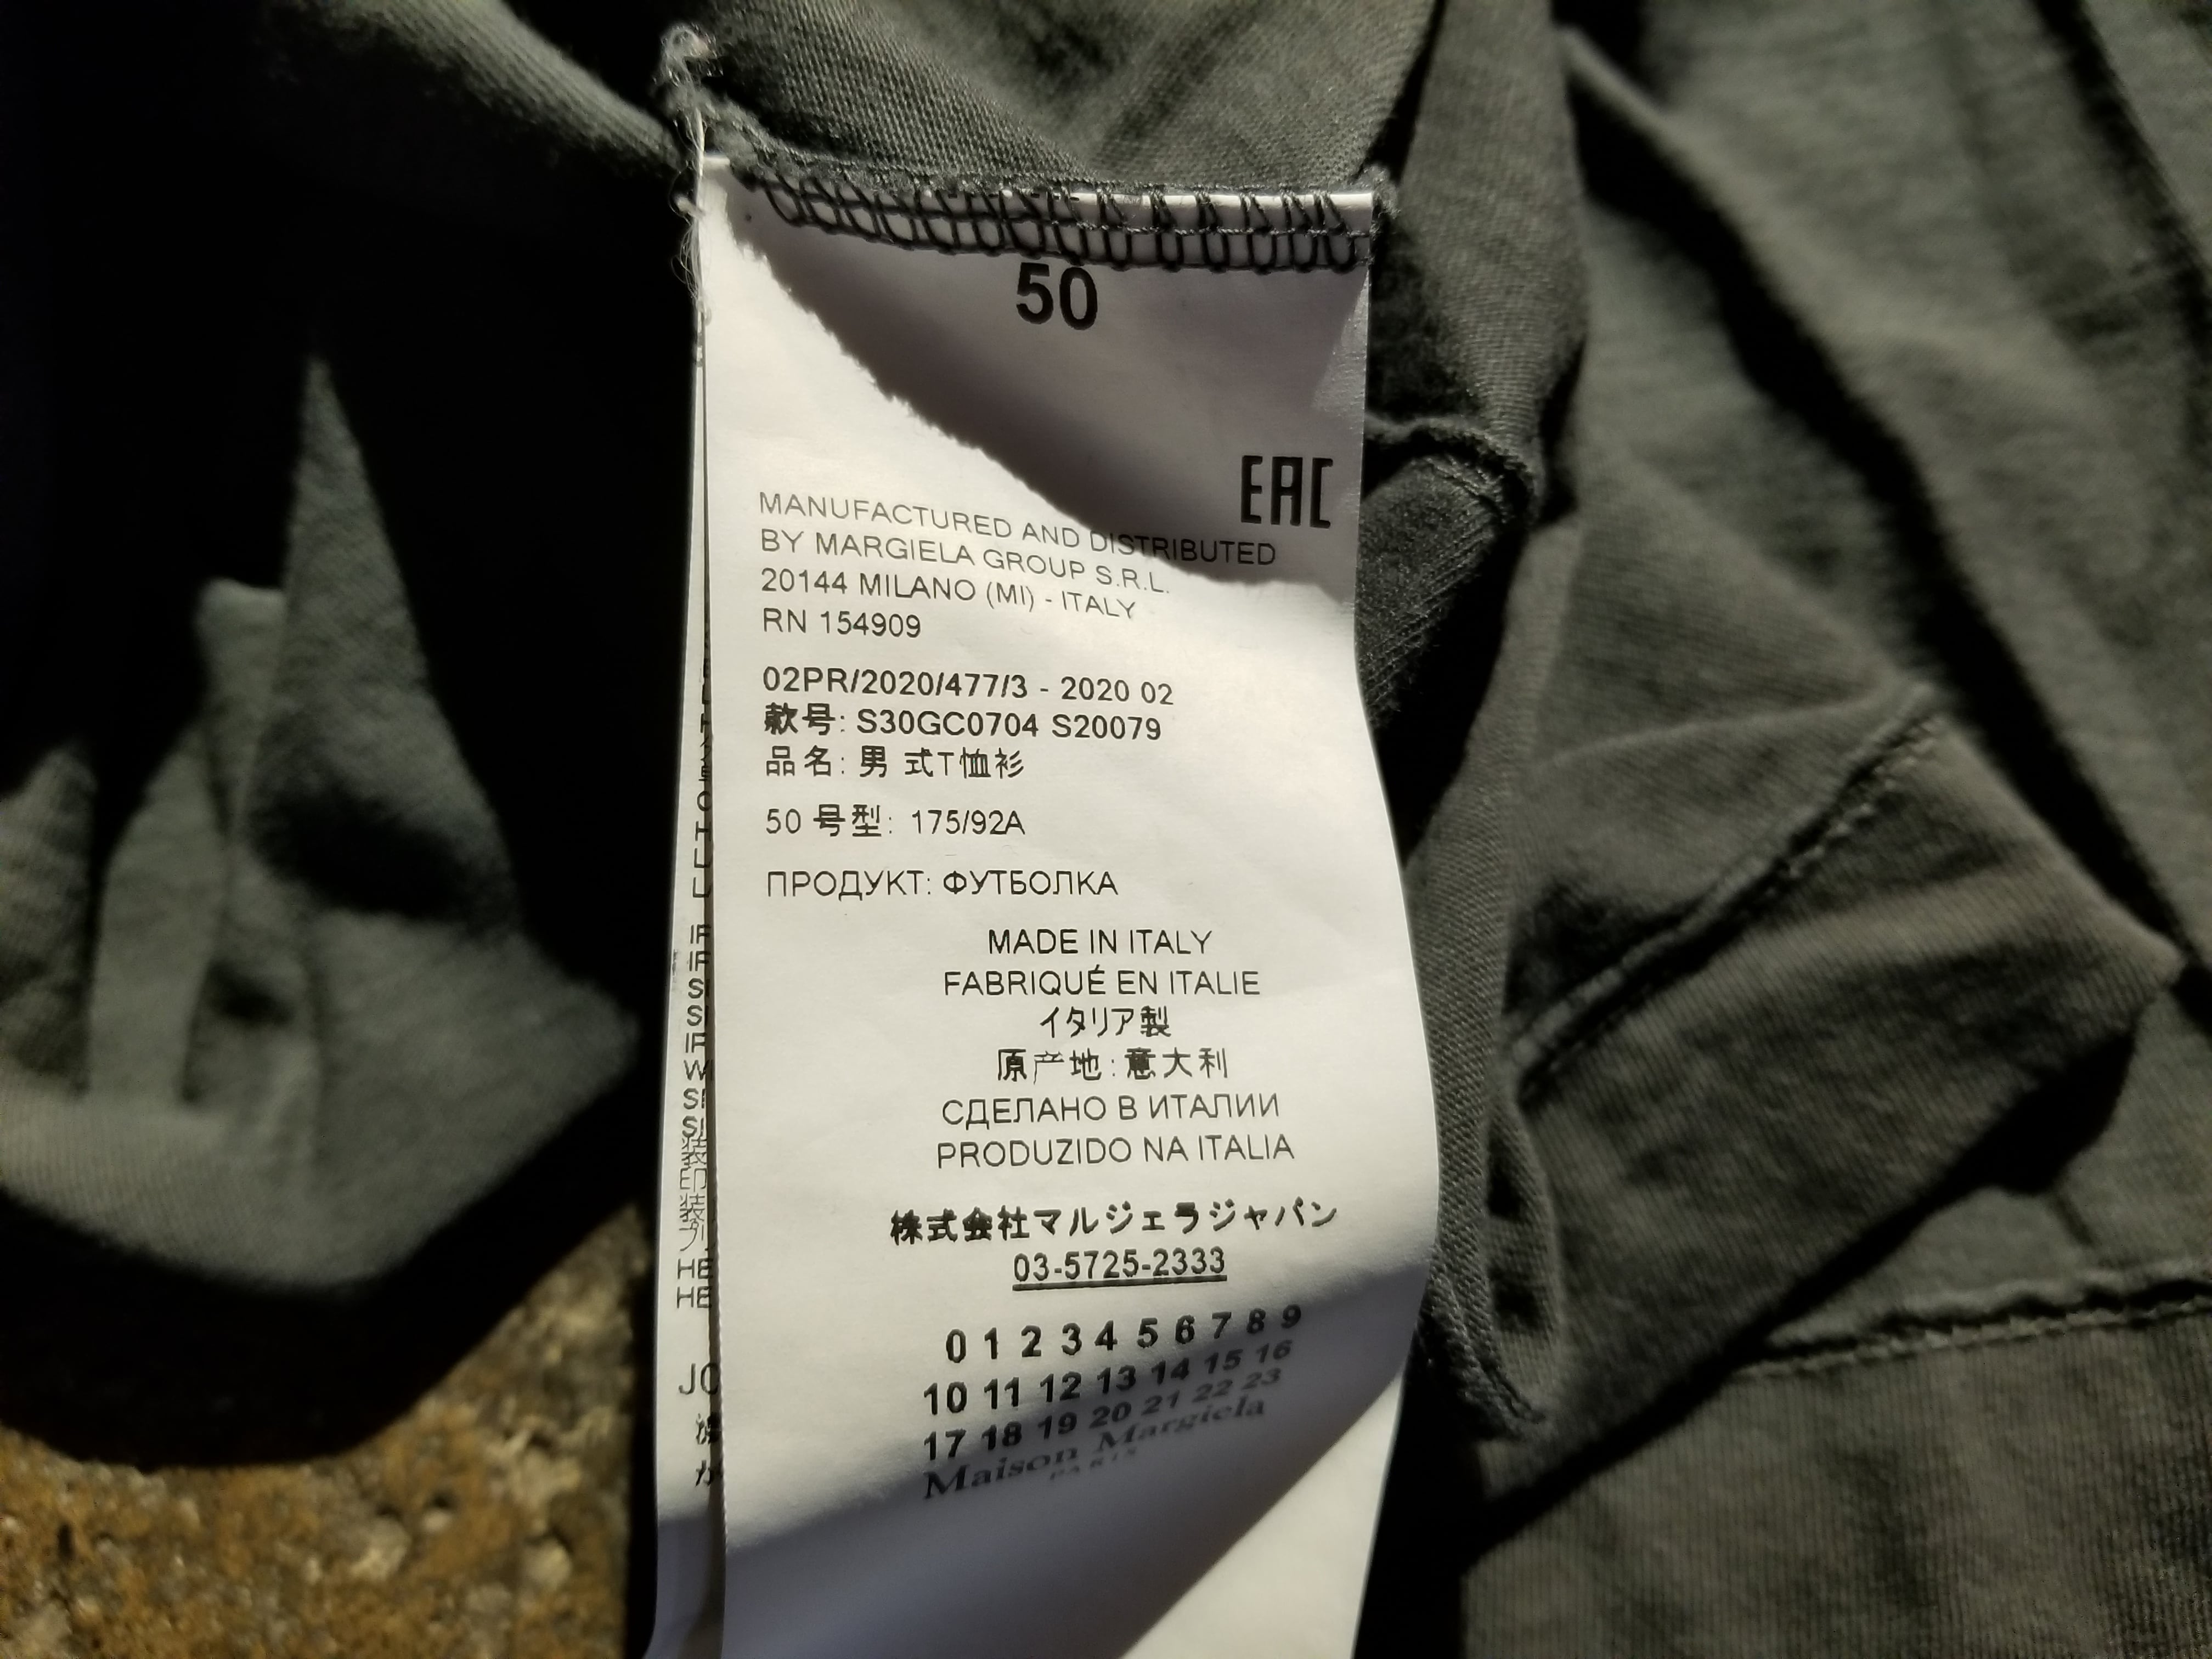 50
EAC
MANUFACTURED AND DISTRIBUTED
BY MARGIELA GROUP S.R.L.
20144 MILANO (MI) - ITALY
RN 154909
02PR/2020/477/3 - 2020 02
款号: S30GC0704 S20079
品名: 男 式T恤衫
50 号型: 175/92A
ПРОДУКТ: ФУТБОЛКА
MADE IN ITALY
FABRIQUÉ EN ITALIE
イタリア製
原产地: 意大利
СДЕЛАНО В ИТАЛИИ
PRODUZIDO NA ITALIA
株式会社マルジェラジャパン
03-5725-2333
0 1 2 3 4 5 6 7 8 9
10 11 12 13 14 15 16
17 18 19 20 21 22 23
Maison Margiela
PARIS